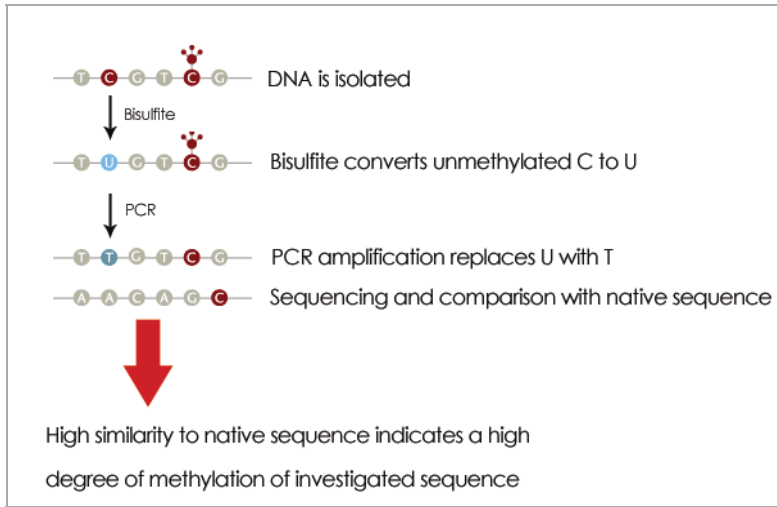 T C G T C G DNA is isolated
Bisulfite
T U G T C G Bisulfite converts unmethylated C to U
PCR
T T G T C G PCR amplification replaces U with T
A A C A G C Sequencing and comparison with native sequence
High similarity to native sequence indicates a high
degree of methylation of investigated sequence